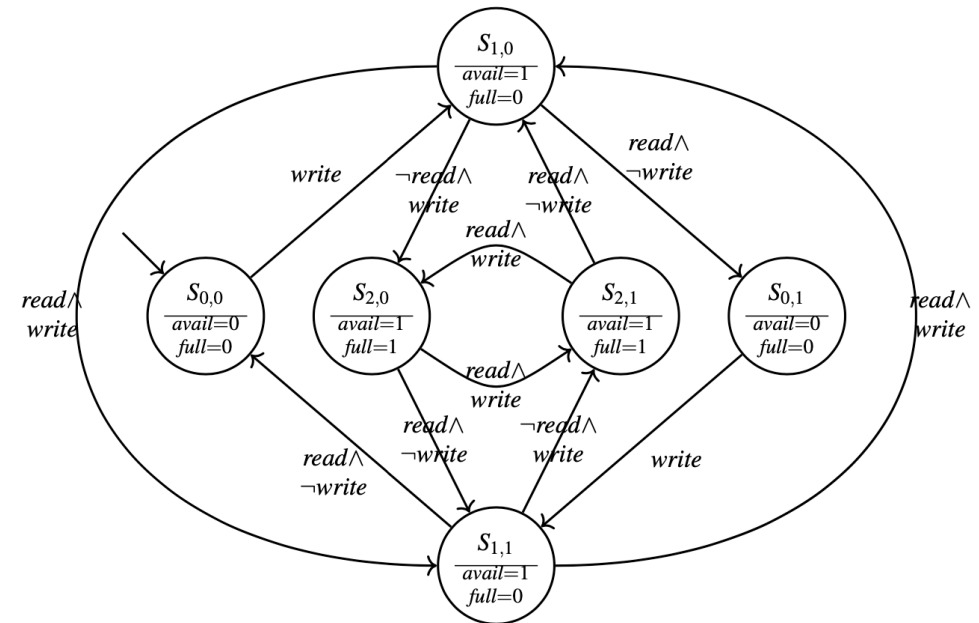 S1,0
avail=1
full=0
read∧
¬write
write
¬read∧
write
read∧
¬write
read∧
write
S0,0
avail=0
full=0
S2,0
avail=1
full=1
S2,1
avail=1
full=1
S0,1
avail=0
full=0
read∧
write
read∧
write
read∧
write
read∧
¬write
¬read∧
write
write
read∧
¬write
S1,1
avail=1
full=0